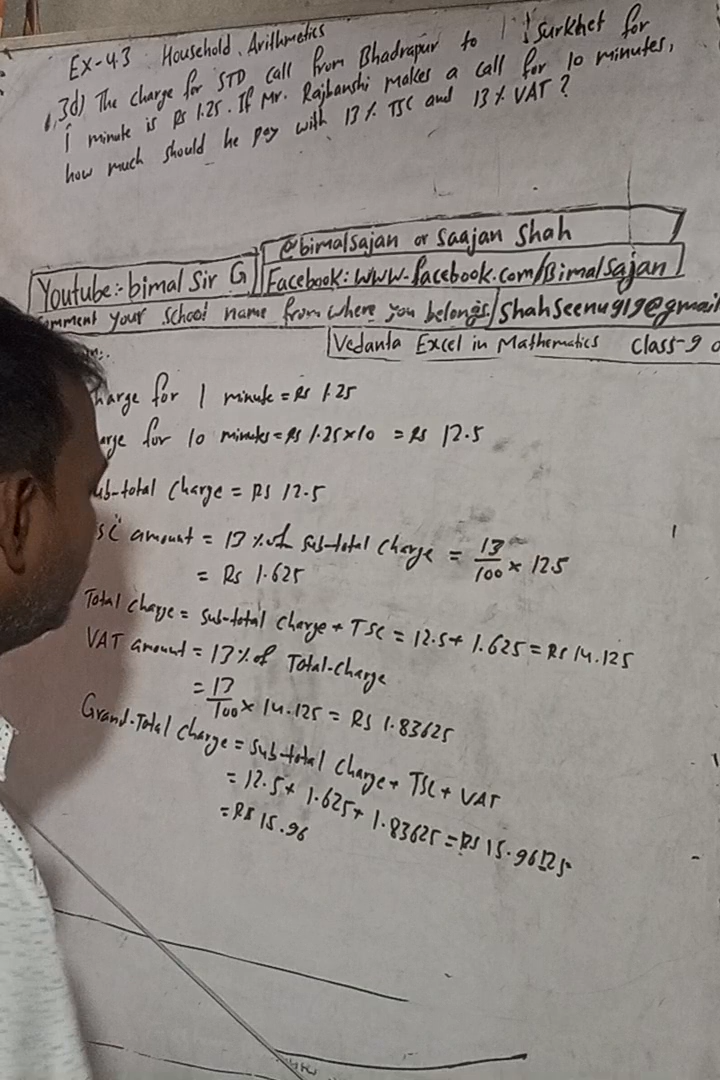 Ex-4.3 Household Arithmetics
3d) The charge for STD call from Bhadrapur to Surkhet for
1 minute is Rs 1.25. If Mr. Rajbanshi makes a call for 10 minutes,
how much should he pay with 13% TSC and 13% VAT?
@bimalsajan or Saajan Shah
Youtube:- bimal Sir G Facebook: www.facebook.com/Bimalsajan
omment your School name from where you belongs/shahseenu919@gmail
Vedanta Excel in Mathematics Class-9
harge for 1 minute = Rs 1.25
arge for 10 minutes = Rs 1.25×10 = Rs 12.5
ub-total Charge = Rs 12.5
SC amount = 13% of sub-total Charge = 13/100 × 12.5
= Rs 1.625
Total charge = Sub-total Charge + TSC = 12.5+ 1.625 = Rs 14.125
VAT amount = 13% of Total-Charge
= 13/100 × 14.125 = Rs 1.83625
Grand-Total Charge = Sub-total Charge + TSC + VAT
= 12.5+ 1.625+ 1.83625 = Rs 15.96125
= Rs 15.96